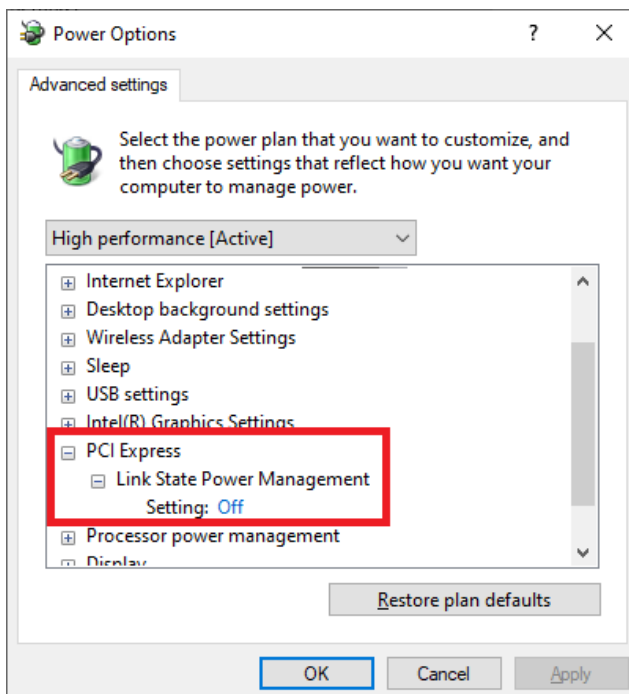 Power Options
?
Advanced settings
Select the power plan that you want to customize, and
then choose settings that reflect how you want your
computer to manage power.
High performance [Active]
Internet Explorer
Desktop background settings
Wireless Adapter Settings
Sleep
USB settings
Intel(R) Graphics Settings
PCI Express
Link State Power Management
Setting: Off
Processor power management
Display
Restore plan defaults
OK Cancel Apply